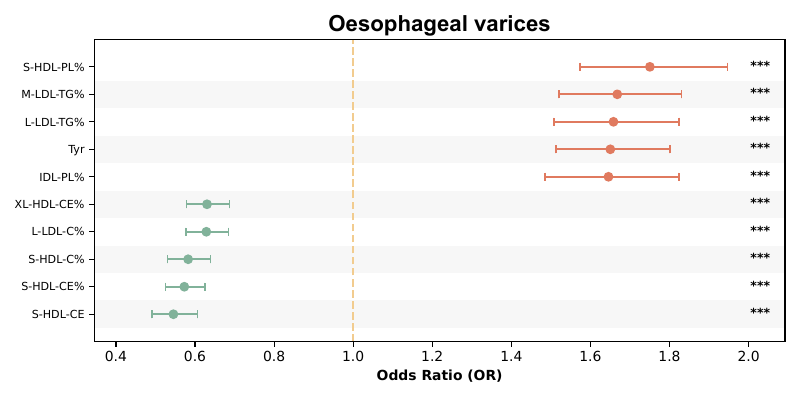 Oesophageal varices
S-HDL-PL% ***
M-LDL-TG% ***
L-LDL-TG% ***
Tyr ***
IDL-PL% ***
XL-HDL-CE% ***
L-LDL-C% ***
S-HDL-C% ***
S-HDL-CE% ***
S-HDL-CE ***
0.4 0.6 0.8 1.0 1.2 1.4 1.6 1.8 2.0
Odds Ratio (OR)